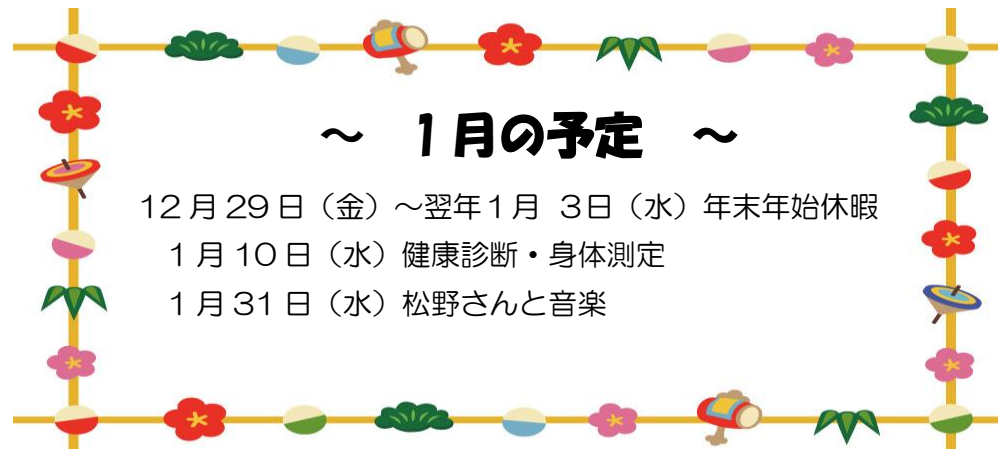 ～　１月の予定　～
12月29日（金）～翌年１月 3日（水）年末年始休暇
１月10日（水）健康診断・身体測定
１月31日（水）松野さんと音楽